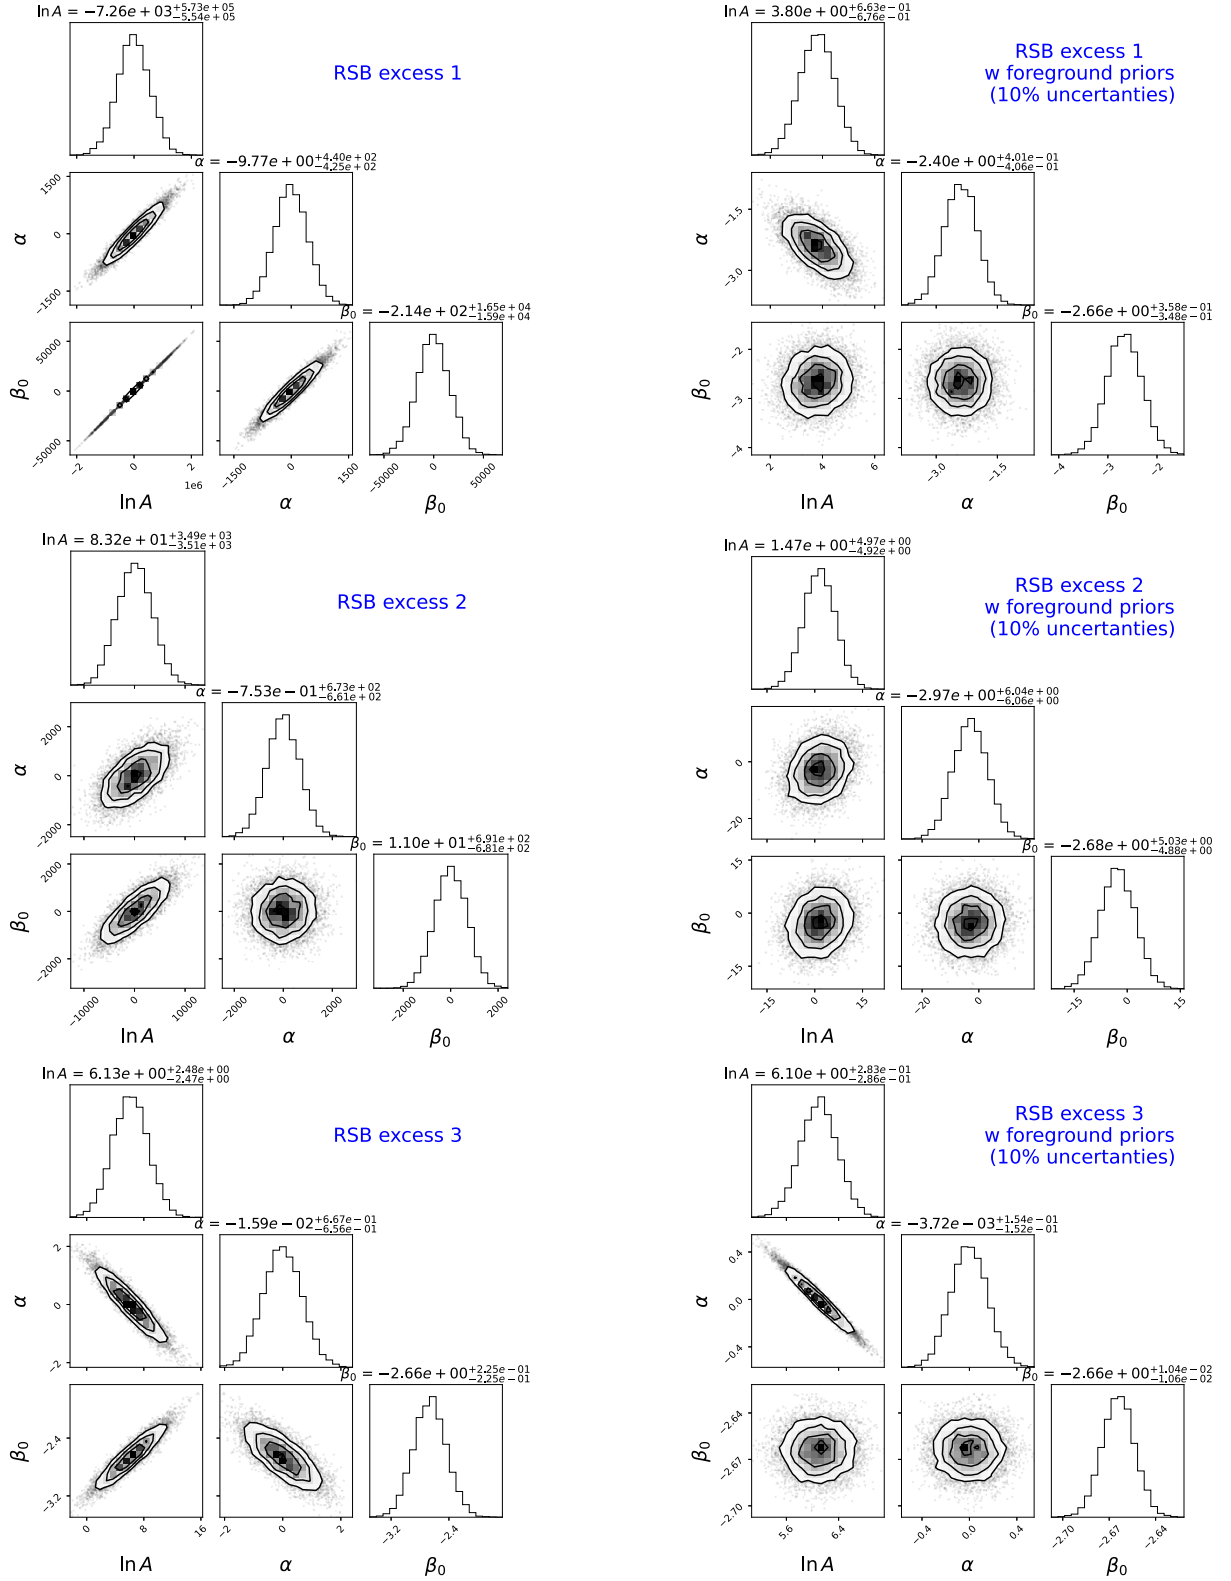 ln A = −7.26e + 03 +5.73e + 05 −5.54e + 05
RSB excess 1
α = −9.77e + 00 +4.40e + 02 −4.25e + 02
1500
0
−1500
α
β₀ = −2.14e + 02 +1.65e + 04 −1.59e + 04
50000
0
−50000
β₀
−2 0 2
1e6
−1500 0 1500
−50000 0 50000
ln A α β₀
ln A = 3.80e + 00 +6.63e − 01 −6.76e − 01
RSB excess 1
w foreground priors
(10% uncertanties)
α = −2.40e + 00 +4.01e − 01 −4.06e − 01
−1.5
−3.0
α
β₀ = −2.66e + 00 +3.58e − 01 −3.48e − 01
−2
−3
−4
β₀
2 4 6
−3.0 −1.5
−4 −3 −2
ln A α β₀
ln A = 8.32e + 01 +3.49e + 03 −3.51e + 03
RSB excess 2
α = −7.53e − 01 +6.73e + 02 −6.61e + 02
2000
0
−2000
α
β₀ = 1.10e + 01 +6.91e + 02 −6.81e + 02
2000
0
−2000
β₀
−10000 0 10000
−2000 0 2000
−2000 0 2000
ln A α β₀
ln A = 1.47e + 00 +4.97e + 00 −4.92e + 00
RSB excess 2
w foreground priors
(10% uncertanties)
α = −2.97e + 00 +6.04e + 00 −6.06e + 00
0
−20
α
β₀ = −2.68e + 00 +5.03e + 00 −4.88e + 00
15
0
−15
β₀
−15 0 15
−20 0
−15 0 15
ln A α β₀
ln A = 6.13e + 00 +2.48e + 00 −2.47e + 00
RSB excess 3
α = −1.59e − 02 +6.67e − 01 −6.56e − 01
2
0
−2
α
β₀ = −2.66e + 00 +2.25e − 01 −2.25e − 01
−2.4
−3.2
β₀
0 8 16
−2 0 2
−3.2 −2.4
ln A α β₀
ln A = 6.10e + 00 +2.83e − 01 −2.86e − 01
RSB excess 3
w foreground priors
(10% uncertanties)
α = −3.72e − 03 +1.54e − 01 −1.52e − 01
0.4
0.0
−0.4
α
β₀ = −2.66e + 00 +1.04e − 02 −1.06e − 02
−2.64
−2.67
−2.70
β₀
5.6 6.4
−0.4 0.0 0.4
−2.70 −2.67 −2.64
ln A α β₀